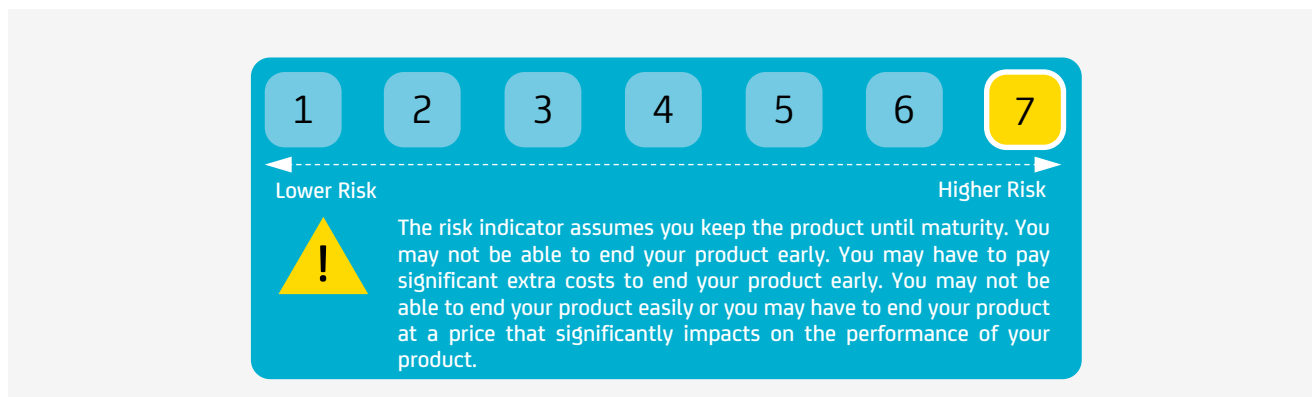 1 2 3 4 5 6 7
Lower Risk Higher Risk
!
The risk indicator assumes you keep the product until maturity. You
may not be able to end your product early. You may have to pay
significant extra costs to end your product early. You may not be
able to end your product easily or you may have to end your product
at a price that significantly impacts on the performance of your
product.